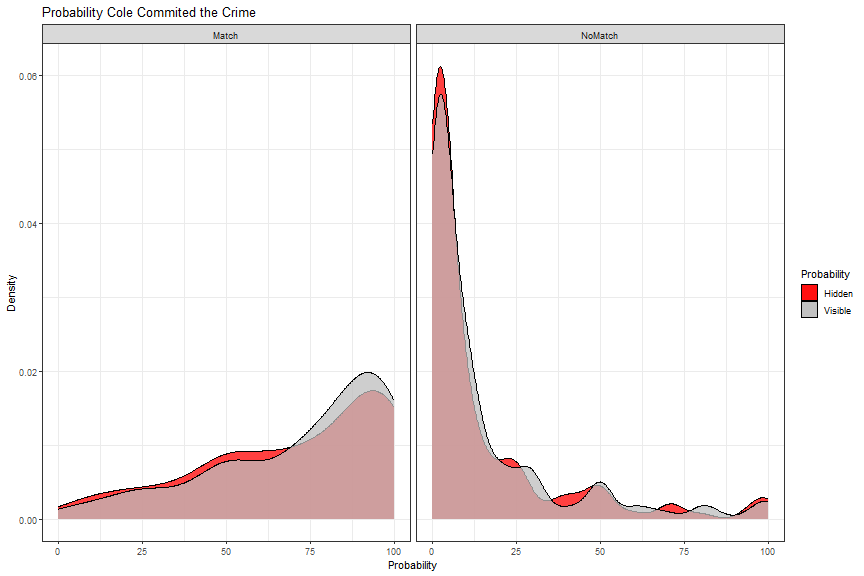 Probability Cole Commited the Crime
Match
NoMatch
0.06
0.04
0.02
0.00
Density
0 25 50 75 100
0 25 50 75 100
Probability
Probability
Hidden
Visible